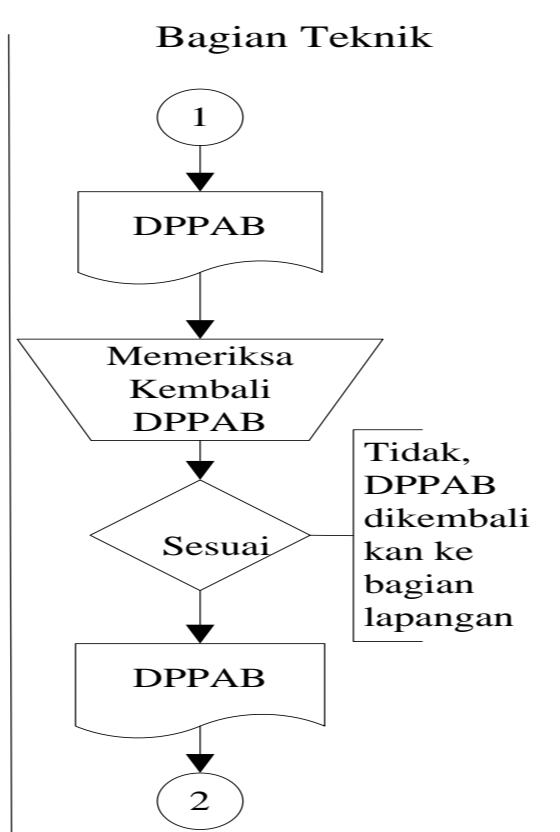 Bagian Teknik
1
DPPAB
Memeriksa
Kembali
DPPAB
Sesuai
Tidak,
DPPAB
dikembali
kan ke
bagian
lapangan
DPPAB
2